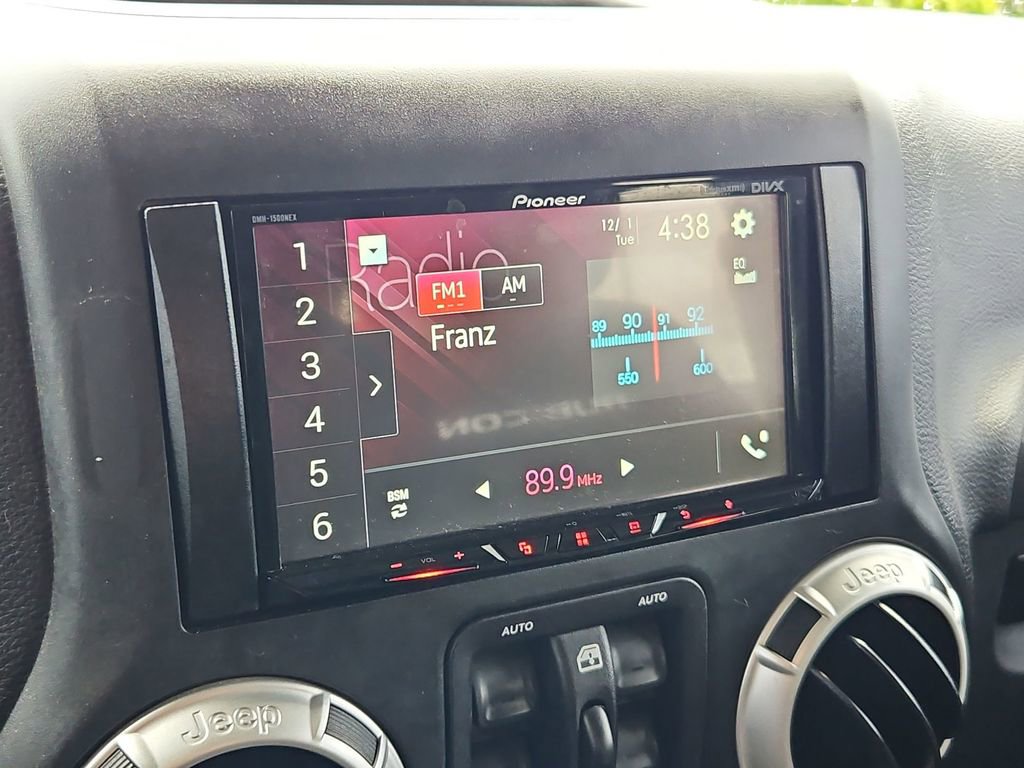 Pioneer
DIVX
DMH-1500NEX
Radio
12/ 1
Tue
4:38
EQ
FM1
AM
Franz
1
2
3
4
5
6
89 90 91 92
550 600
BSM
89.9 MHz
VOL
AUTO
AUTO
Jeep
Jeep